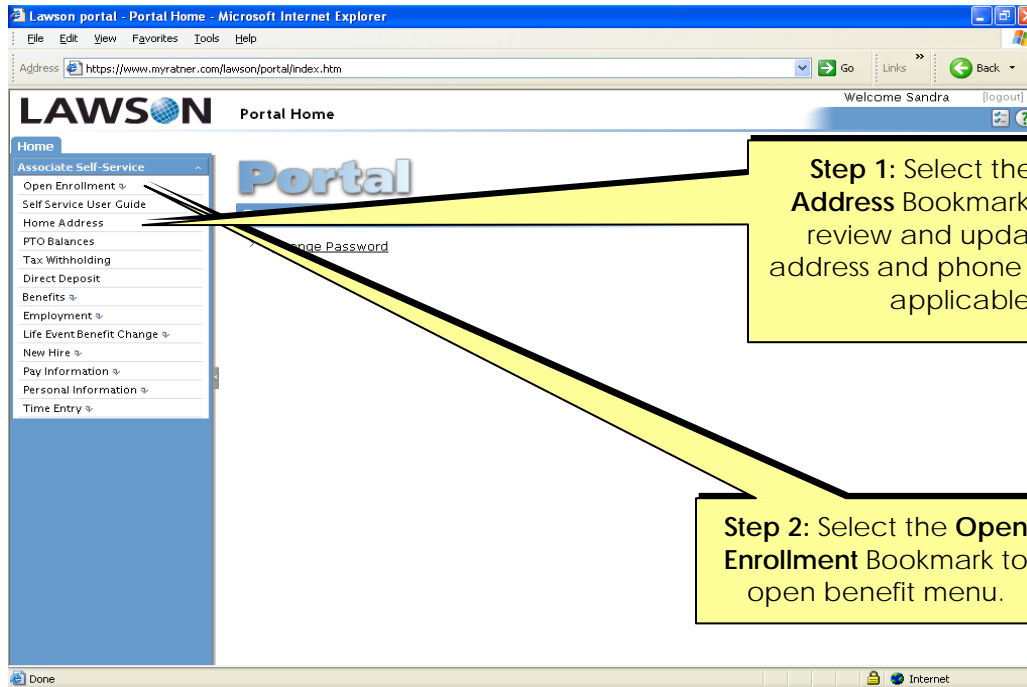 Lawson portal - Portal Home - Microsoft Internet Explorer
File Edit View Favorites Tools Help
Address https://www.myratner.com/lawson/portal/index.htm Go Links » Back
LAWSON Portal Home Welcome Sandra [logout]
Home
Associate Self-Service
Open Enrollment
Self Service User Guide
Home Address
PTO Balances
Tax Withholding
Direct Deposit
Benefits
Employment
Life Event Benefit Change
New Hire
Pay Information
Personal Information
Time Entry
Portal
nge Password
Step 1: Select the
Address Bookmark
review and upda
address and phone
applicable
Step 2: Select the Open
Enrollment Bookmark to
open benefit menu.
Done Internet